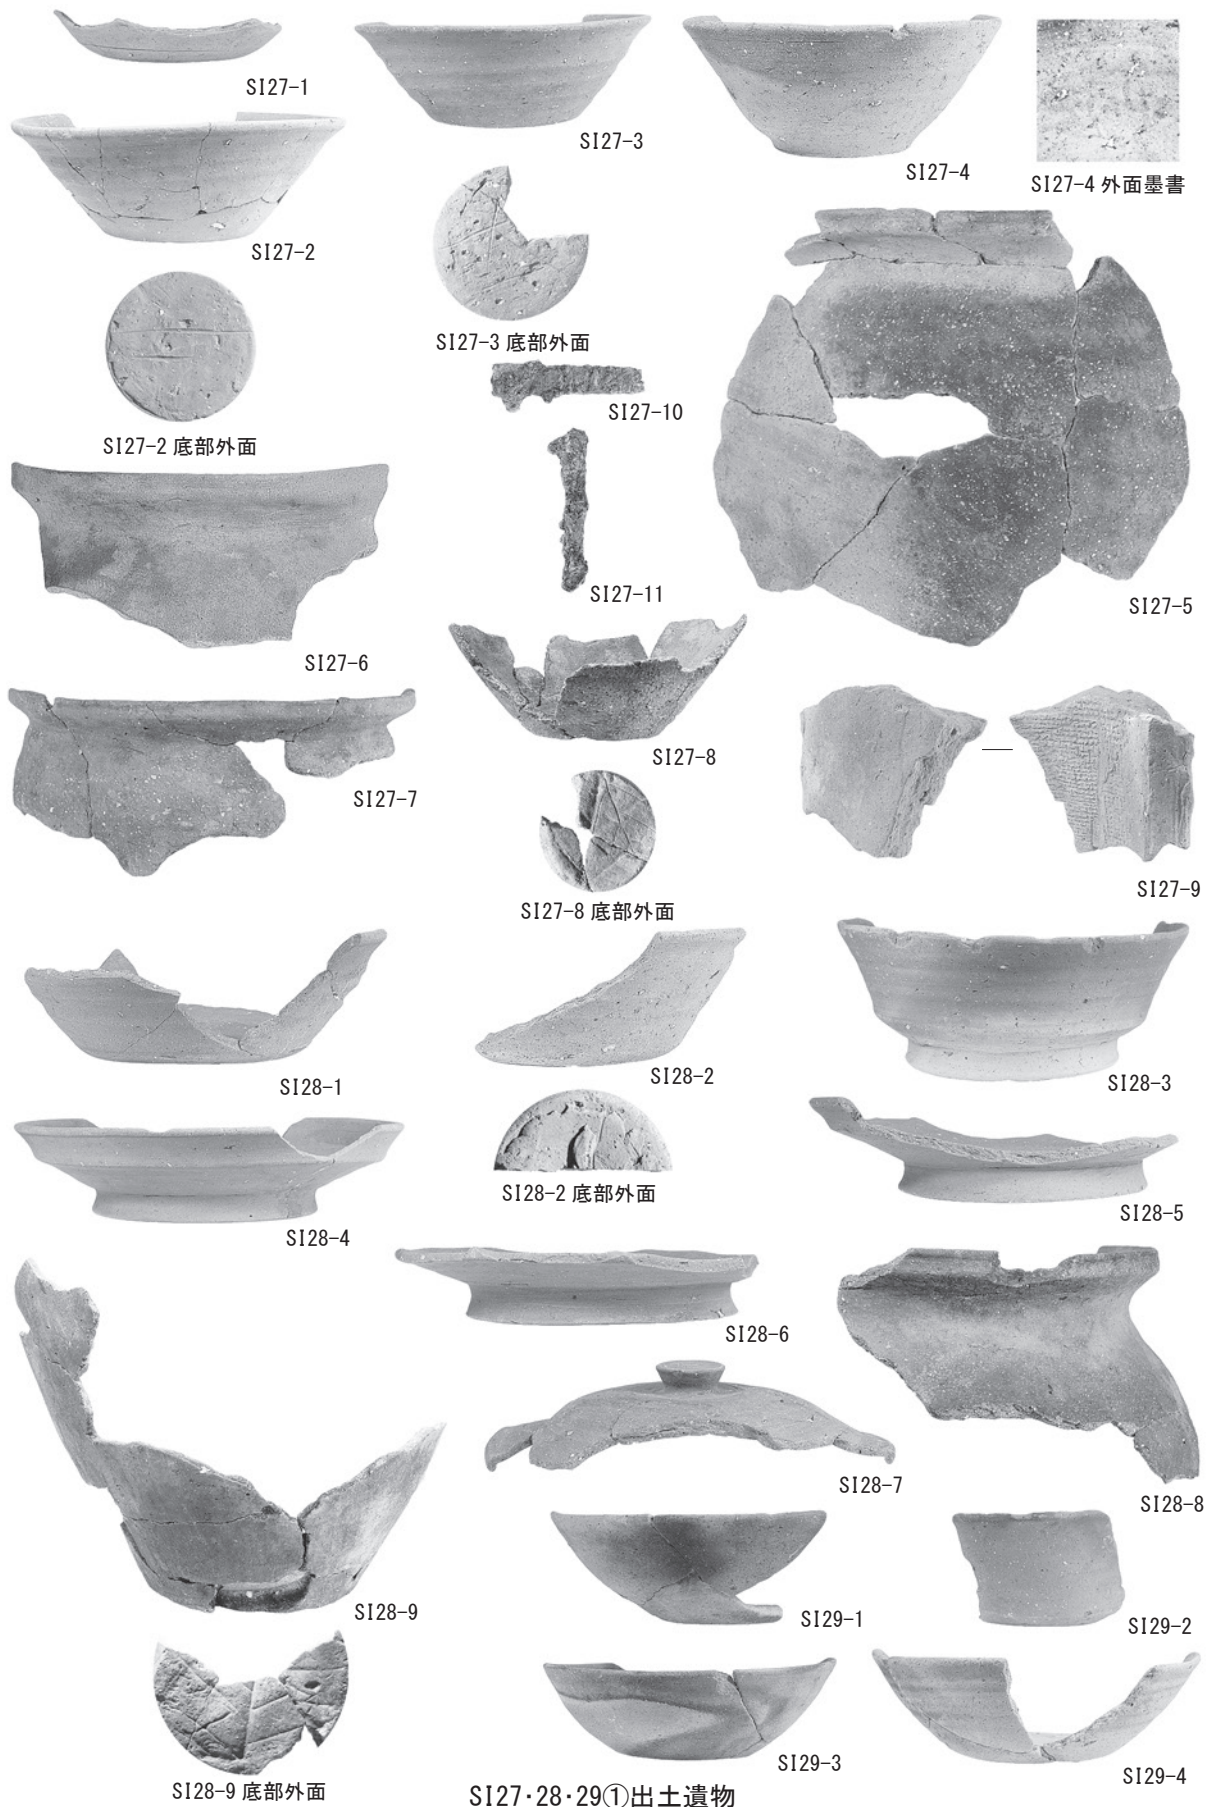 SI27-1
SI27-3
SI27-4
SI27-4 外面墨書
SI27-2
SI27-3 底部外面
SI27-10
SI27-2 底部外面
SI27-11
SI27-5
SI27-6
SI27-8
SI27-7
SI27-9
SI27-8 底部外面
SI28-1
SI28-2
SI28-3
SI28-2 底部外面
SI28-5
SI28-4
SI28-6
SI28-7
SI28-8
SI28-9
SI29-1
SI29-2
SI29-3
SI29-4
SI28-9 底部外面
SI27・28・29①出土遺物